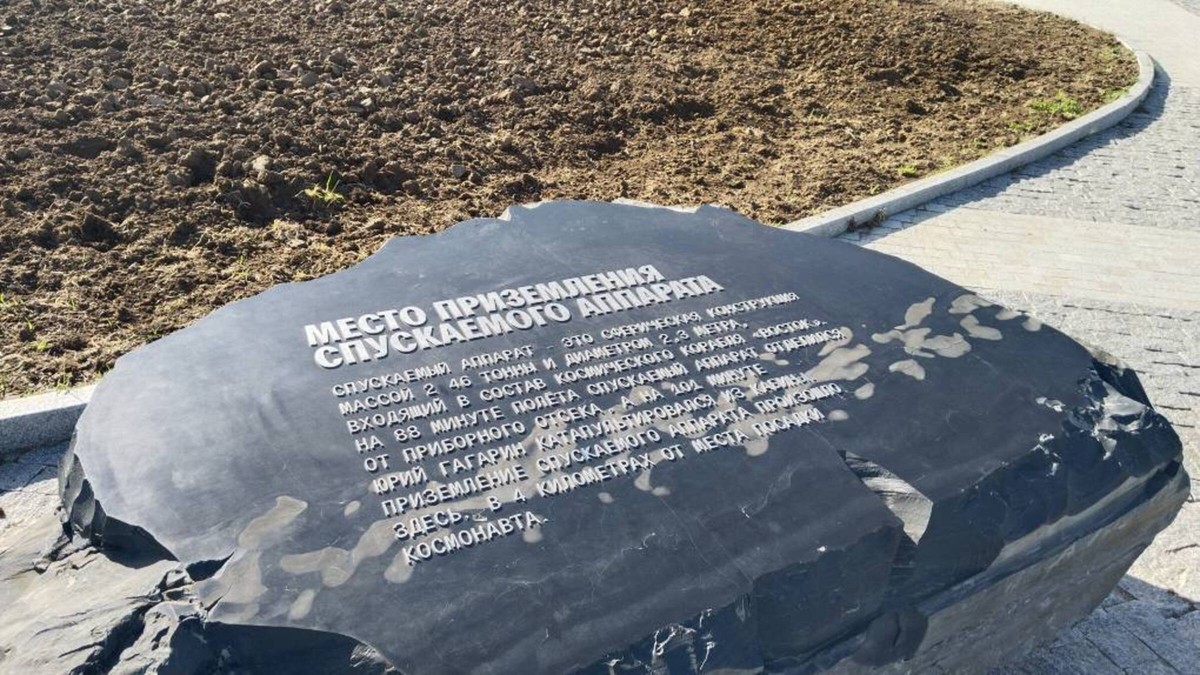 МЕСТО ПРИЗЕМЛЕНИЯ
СПУСКАЕМОГО АППАРАТА
СПУСКАЕМЫЙ АППАРАТ - ЭТО СФЕРИЧЕСКАЯ КОНСТРУКЦИЯ
МАССОЙ 2,46 ТОННЫ И ДИАМЕТРОМ 2,3 МЕТРА,
ВХОДЯЩИЙ В СОСТАВ КОСМИЧЕСКОГО КОРАБЛЯ «ВОСТОК».
НА 88 МИНУТЕ ПОЛЕТА СПУСКАЕМЫЙ АППАРАТ ОТДЕЛИЛСЯ
ОТ ПРИБОРНОГО ОТСЕКА, А НА 101 МИНУТЕ
ЮРИЙ ГАГАРИН КАТАПУЛЬТИРОВАЛСЯ ИЗ КАБИНЫ.
ПРИЗЕМЛЕНИЕ СПУСКАЕМОГО АППАРАТА ПРОИЗОШЛО
ЗДЕСЬ, В 4 КИЛОМЕТРАХ ОТ МЕСТА ПОСАДКИ
КОСМОНАВТА.